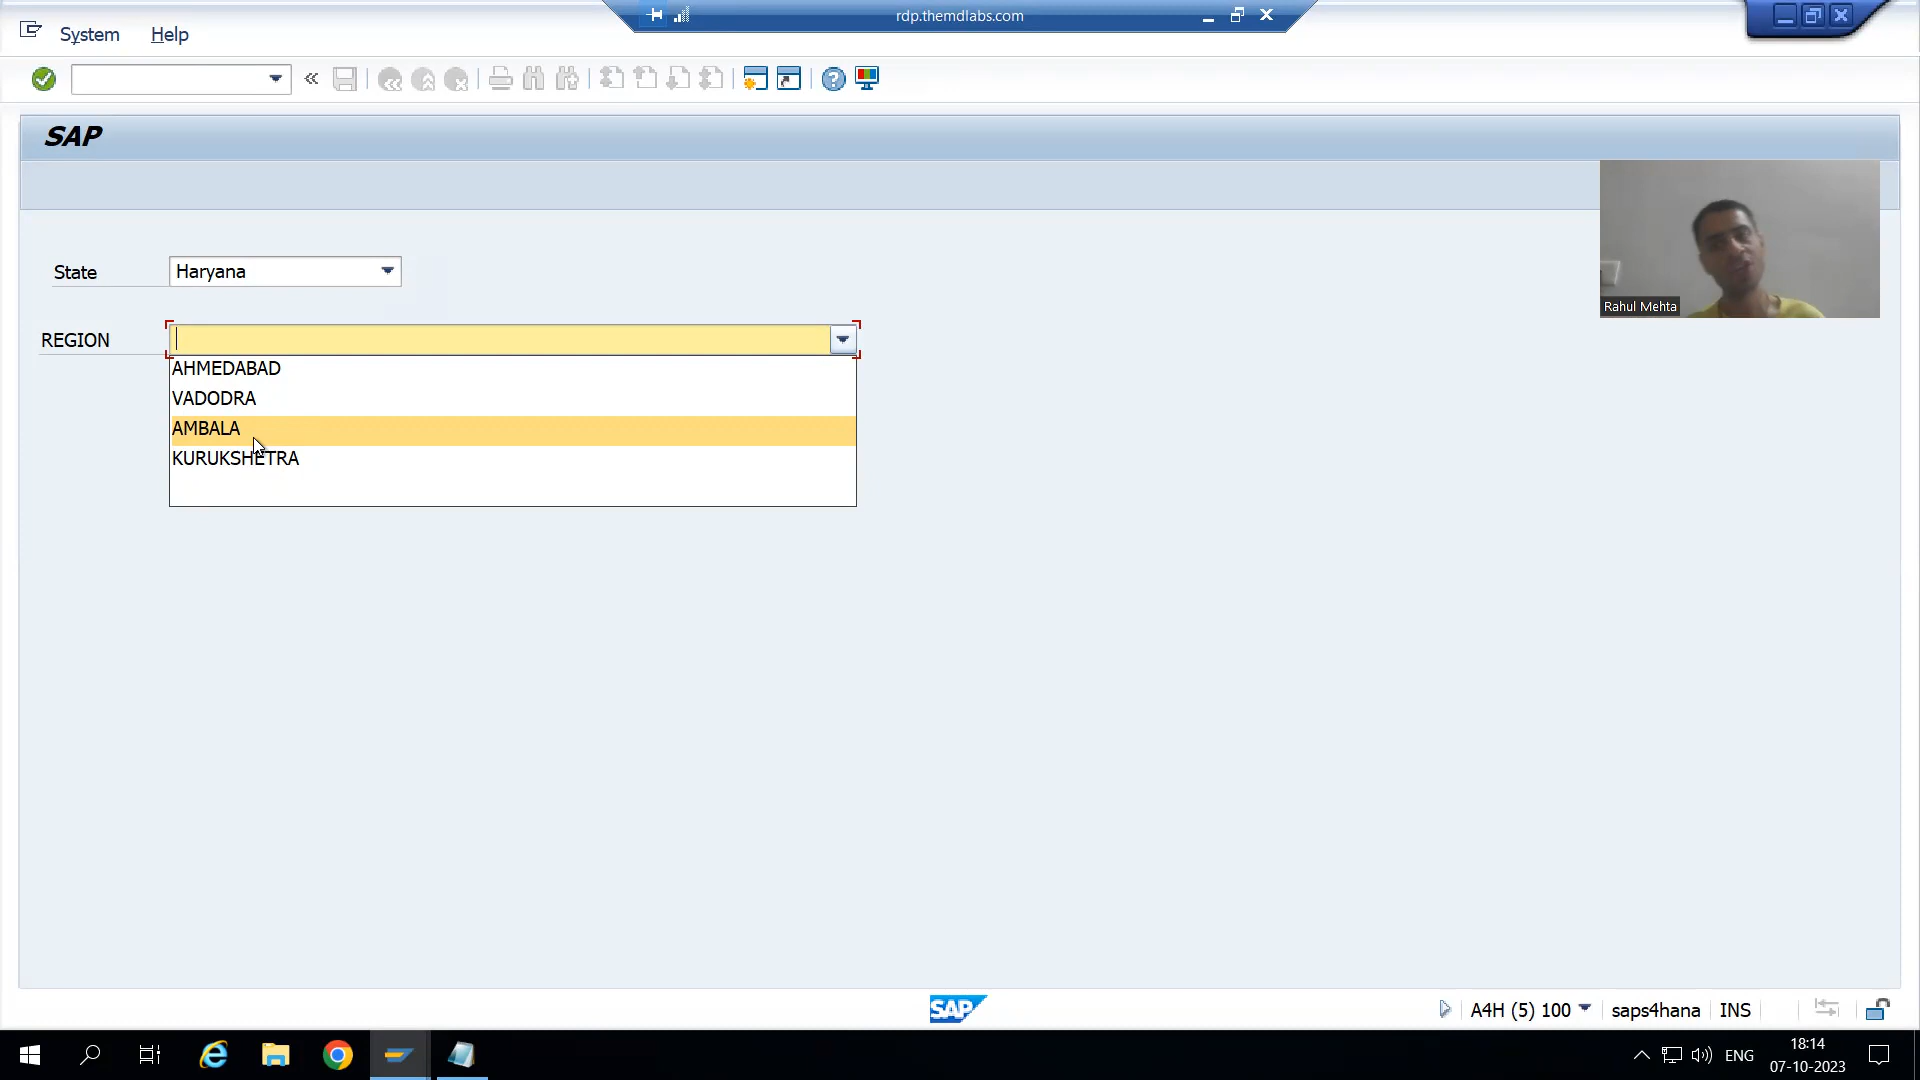 rdp.themdlabs.com
System Help
SAP
Rahul Mehta
State Haryana
REGION
AHMEDABAD
VADODRA
AMBALA
KURUKSHETRA
SAP A4H (5) 100 saps4hana INS
ENG 18:14
07-10-2023